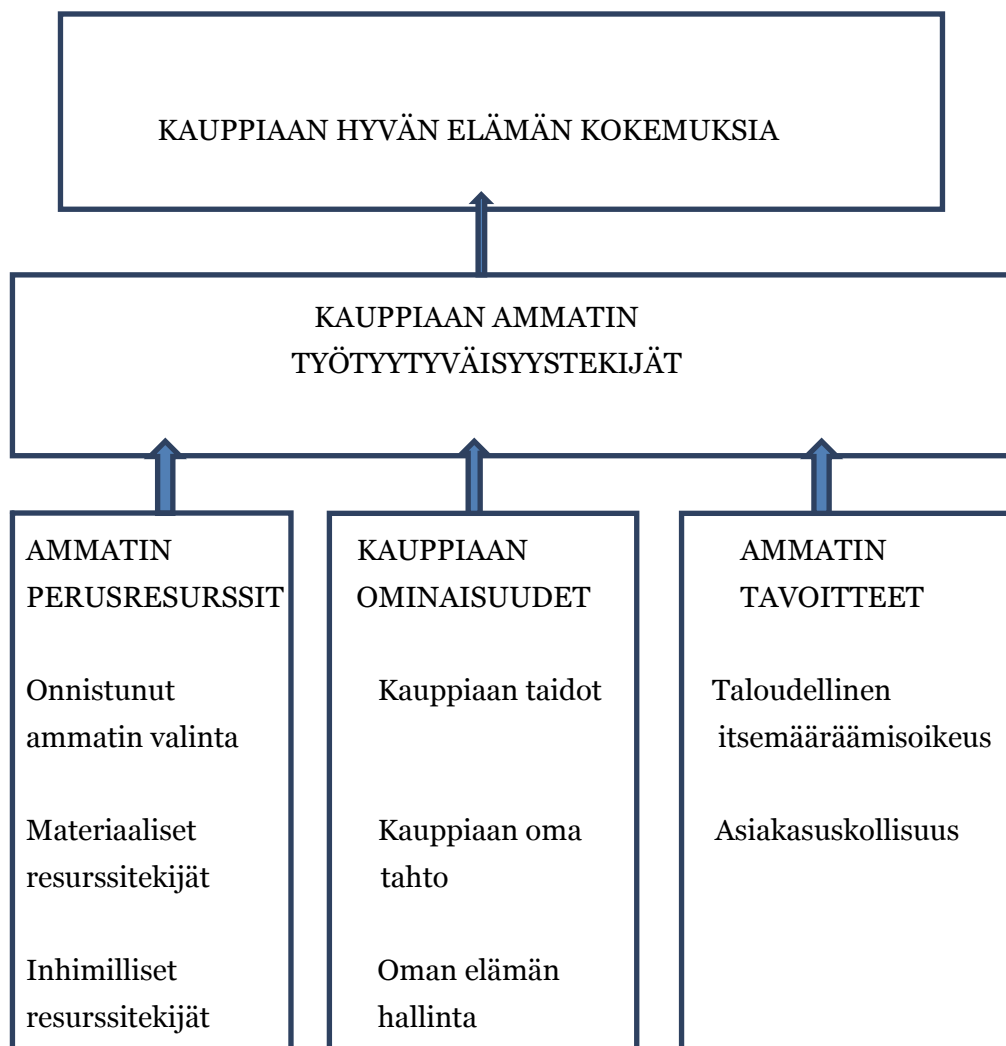 KAUPPIAAN HYVÄN ELÄMÄN KOKEMUKSIA
KAUPPIAAN AMMATIN
TYÖTYYTYVÄISYYSTEKIJÄT
AMMATIN
PERUSRESURSSIT
Onnistunut
ammatin valinta
Materiaaliset
resurssitekijät
Inhimilliset
resurssitekijät
KAUPPIAAN
OMINAISUUDET
Kauppiaan taidot
Kauppiaan oma
tahto
Oman elämän
hallinta
AMMATIN
TAVOITTEET
Taloudellinen
itsemääräämisoikeus
Asiakasuskollisuus